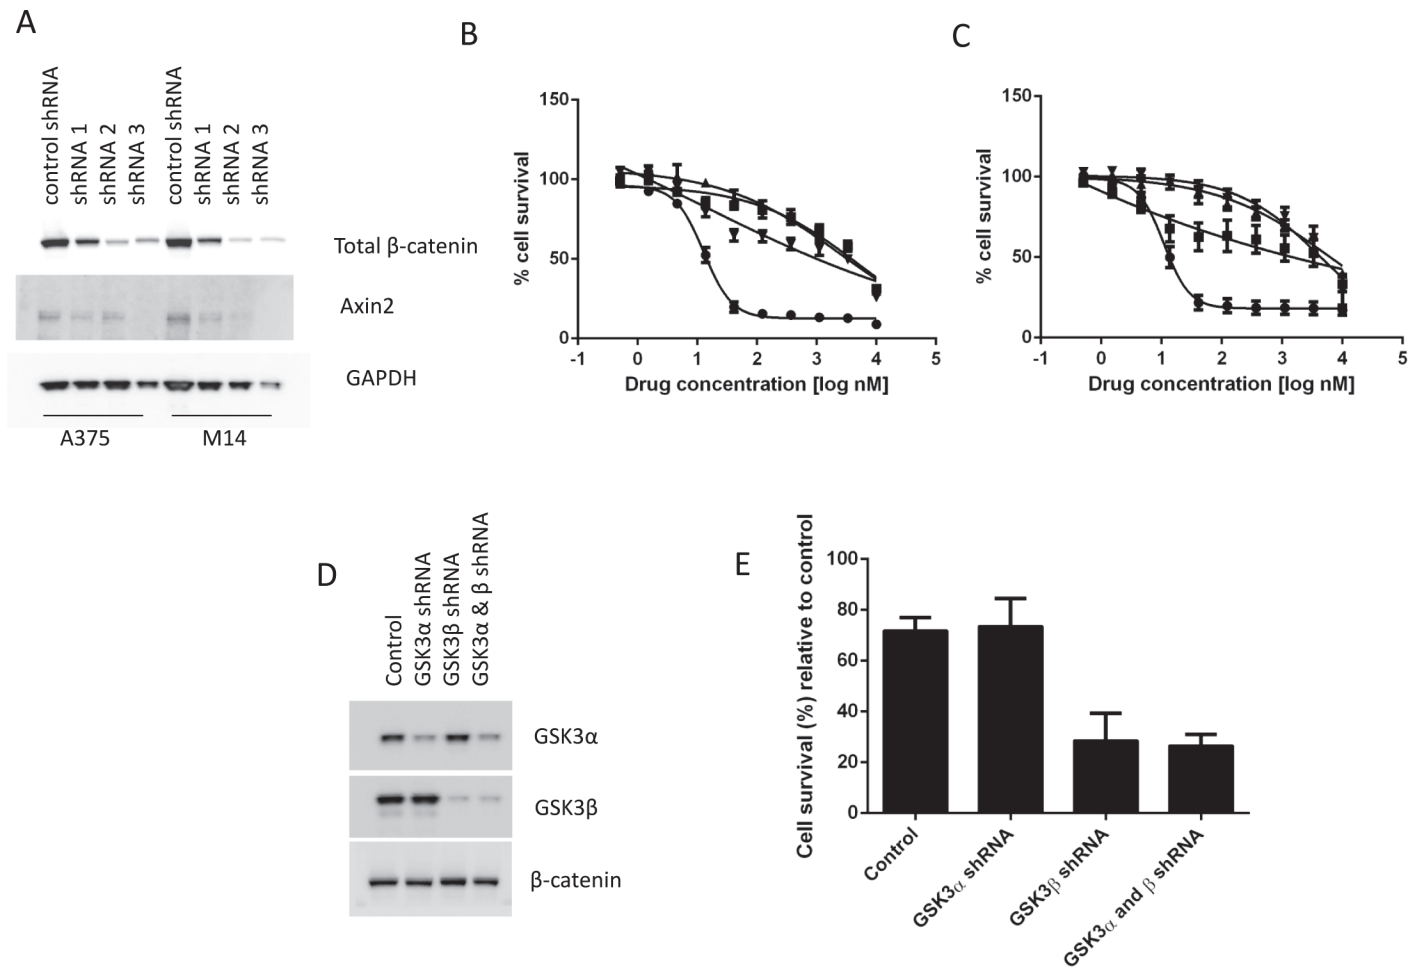 A
control shRNA
shRNA 1
shRNA 2
shRNA 3
control shRNA
shRNA 1
shRNA 2
shRNA 3
Total β-catenin
Axin2
GAPDH
A375
M14
B
% cell survival
150
100
50
0
-1
0
1
2
3
4
5
Drug concentration [log nM]
C
% cell survival
150
100
50
0
-1
0
1
2
3
4
5
Drug concentration [log nM]
D
Control
GSK3α shRNA
GSK3β shRNA
GSK3α & β shRNA
GSK3α
GSK3β
β-catenin
E
Cell survival (%) relative to control
100
80
60
40
20
0
Control
GSK3α shRNA
GSK3β shRNA
GSK3α and β shRNA